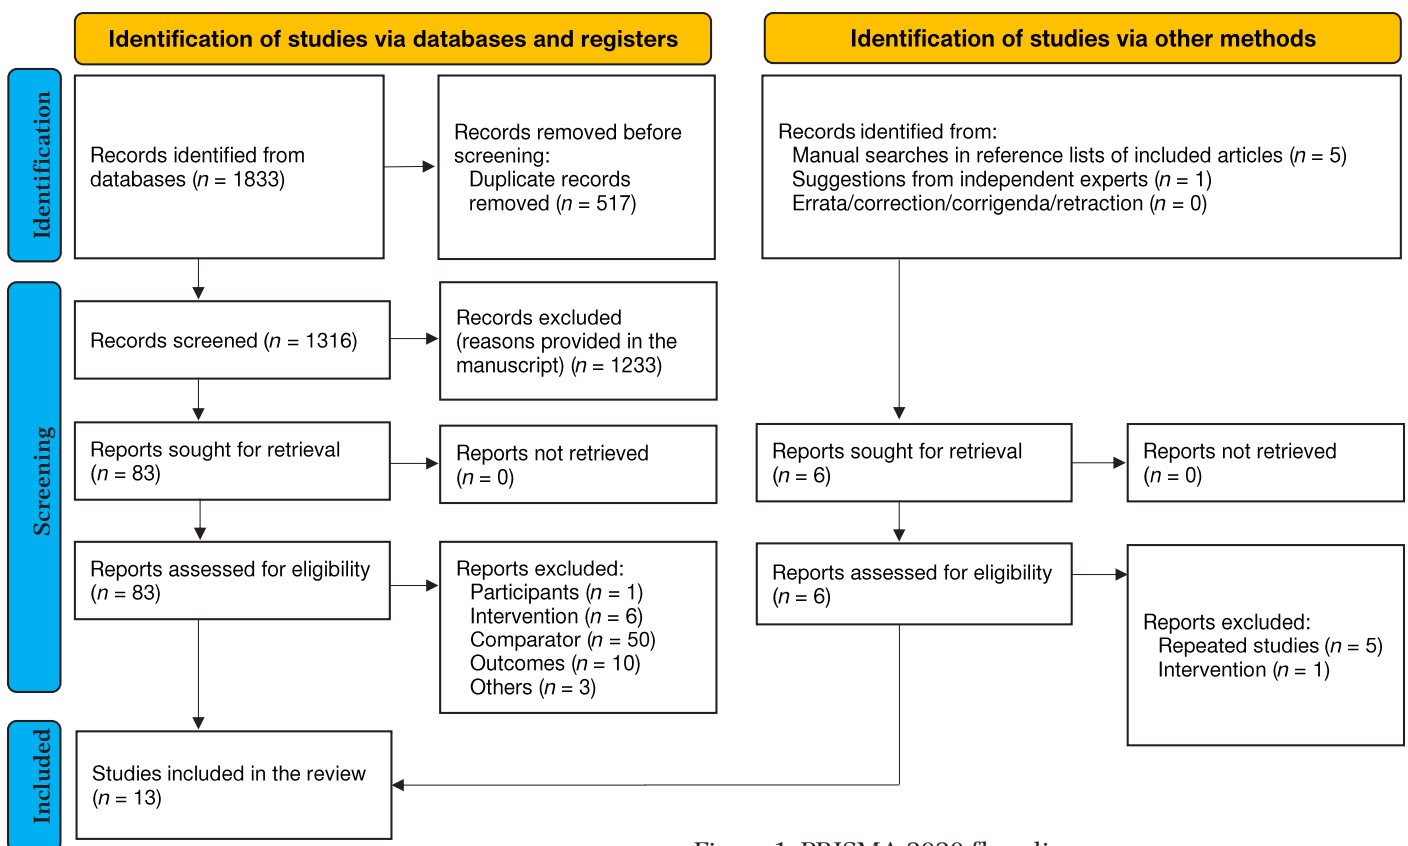 Identification of studies via databases and registers
Identification of studies via other methods
Identification
Records identified from
databases (n = 1833)
Records removed before
screening:
Duplicate records
removed (n = 517)
Records identified from:
Manual searches in reference lists of included articles (n = 5)
Suggestions from independent experts (n = 1)
Errata/correction/corrigenda/retraction (n = 0)
Screening
Records screened (n = 1316)
Records excluded
(reasons provided in the
manuscript) (n = 1233)
Reports sought for retrieval
(n = 83)
Reports not retrieved
(n = 0)
Reports sought for retrieval
(n = 6)
Reports not retrieved
(n = 0)
Reports assessed for eligibility
(n = 83)
Reports excluded:
Participants (n = 1)
Intervention (n = 6)
Comparator (n = 50)
Outcomes (n = 10)
Others (n = 3)
Reports assessed for eligibility
(n = 6)
Reports excluded:
Repeated studies (n = 5)
Intervention (n = 1)
Included
Studies included in the review
(n = 13)